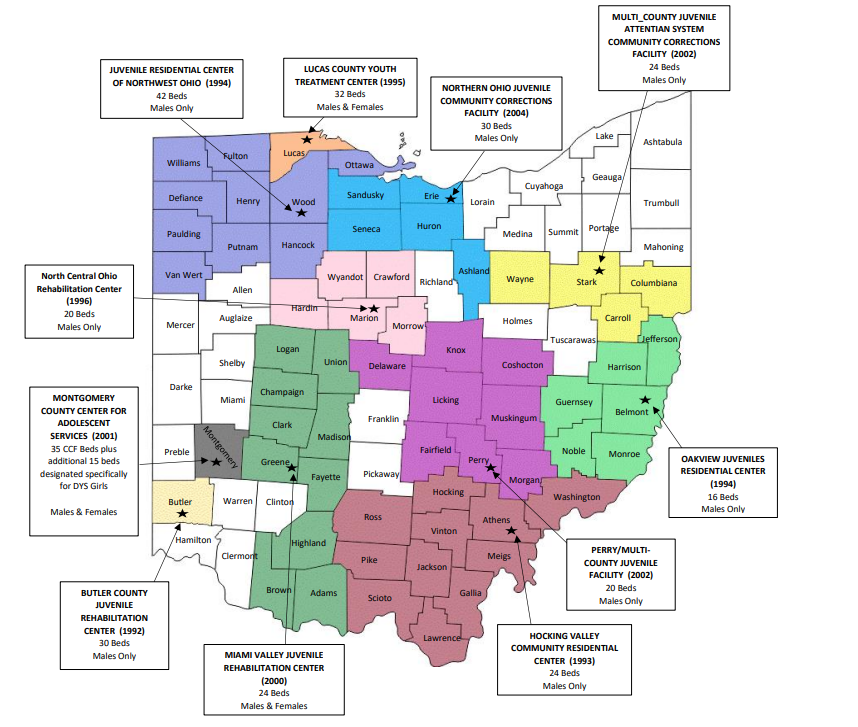 MULTI_COUNTY JUVENILE
ATTENTIAN SYSTEM
COMMUNITY CORRECTIONS
FACILITY (2002)
24 Beds
Males Only
JUVENILE RESIDENTIAL CENTER
OF NORTHWEST OHIO (1994)
42 Beds
Males Only
LUCAS COUNTY YOUTH
TREATMENT CENTER (1995)
32 Beds
Males & Females
NORTHERN OHIO JUVENILE
COMMUNITY CORRECTIONS
FACILITY (2004)
30 Beds
Males Only
Williams
Fulton
Lucas
Ottawa
Lake
Ashtabula
Geauga
Cuyahoga
Defiance
Henry
Wood
Sandusky
Erie
Lorain
Trumbull
Paulding
Putnam
Hancock
Seneca
Huron
Medina
Summit
Portage
Mahoning
Van Wert
Allen
Wyandot
Crawford
Richland
Ashland
Wayne
Stark
Columbiana
North Central Ohio
Rehabilitation Center
(1996)
20 Beds
Males Only
Mercer
Auglaize
Hardin
Marion
Morrow
Holmes
Tuscarawas
Carroll
Jefferson
Shelby
Logan
Union
Delaware
Knox
Coshocton
Harrison
Darke
Miami
Champaign
Clark
Madison
Franklin
Licking
Muskingum
Guernsey
Belmont
MONTGOMERY
COUNTY CENTER FOR
ADOLESCENT
SERVICES (2001)
35 CCF Beds plus
additional 15 beds
designated specifically
for DYS Girls
Males & Females
Preble
Montgomery
Greene
Fayette
Pickaway
Fairfield
Perry
Morgan
Noble
Monroe
OAKVIEW JUVENILES
RESIDENTIAL CENTER
(1994)
16 Beds
Males Only
Butler
Warren
Clinton
Ross
Hocking
Athens
Washington
Hamilton
Clermont
Highland
Pike
Vinton
Jackson
Meigs
Brown
Adams
Scioto
Gallia
Lawrence
PERRY/MULTI-
COUNTY JUVENILE
FACILITY (2002)
20 Beds
Males Only
BUTLER COUNTY
JUVENILE
REHABILITATION
CENTER (1992)
30 Beds
Males Only
MIAMI VALLEY JUVENILE
REHABILITATION CENTER
(2000)
24 Beds
Males & Females
HOCKING VALLEY
COMMUNITY RESIDENTIAL
CENTER (1993)
24 Beds
Males Only